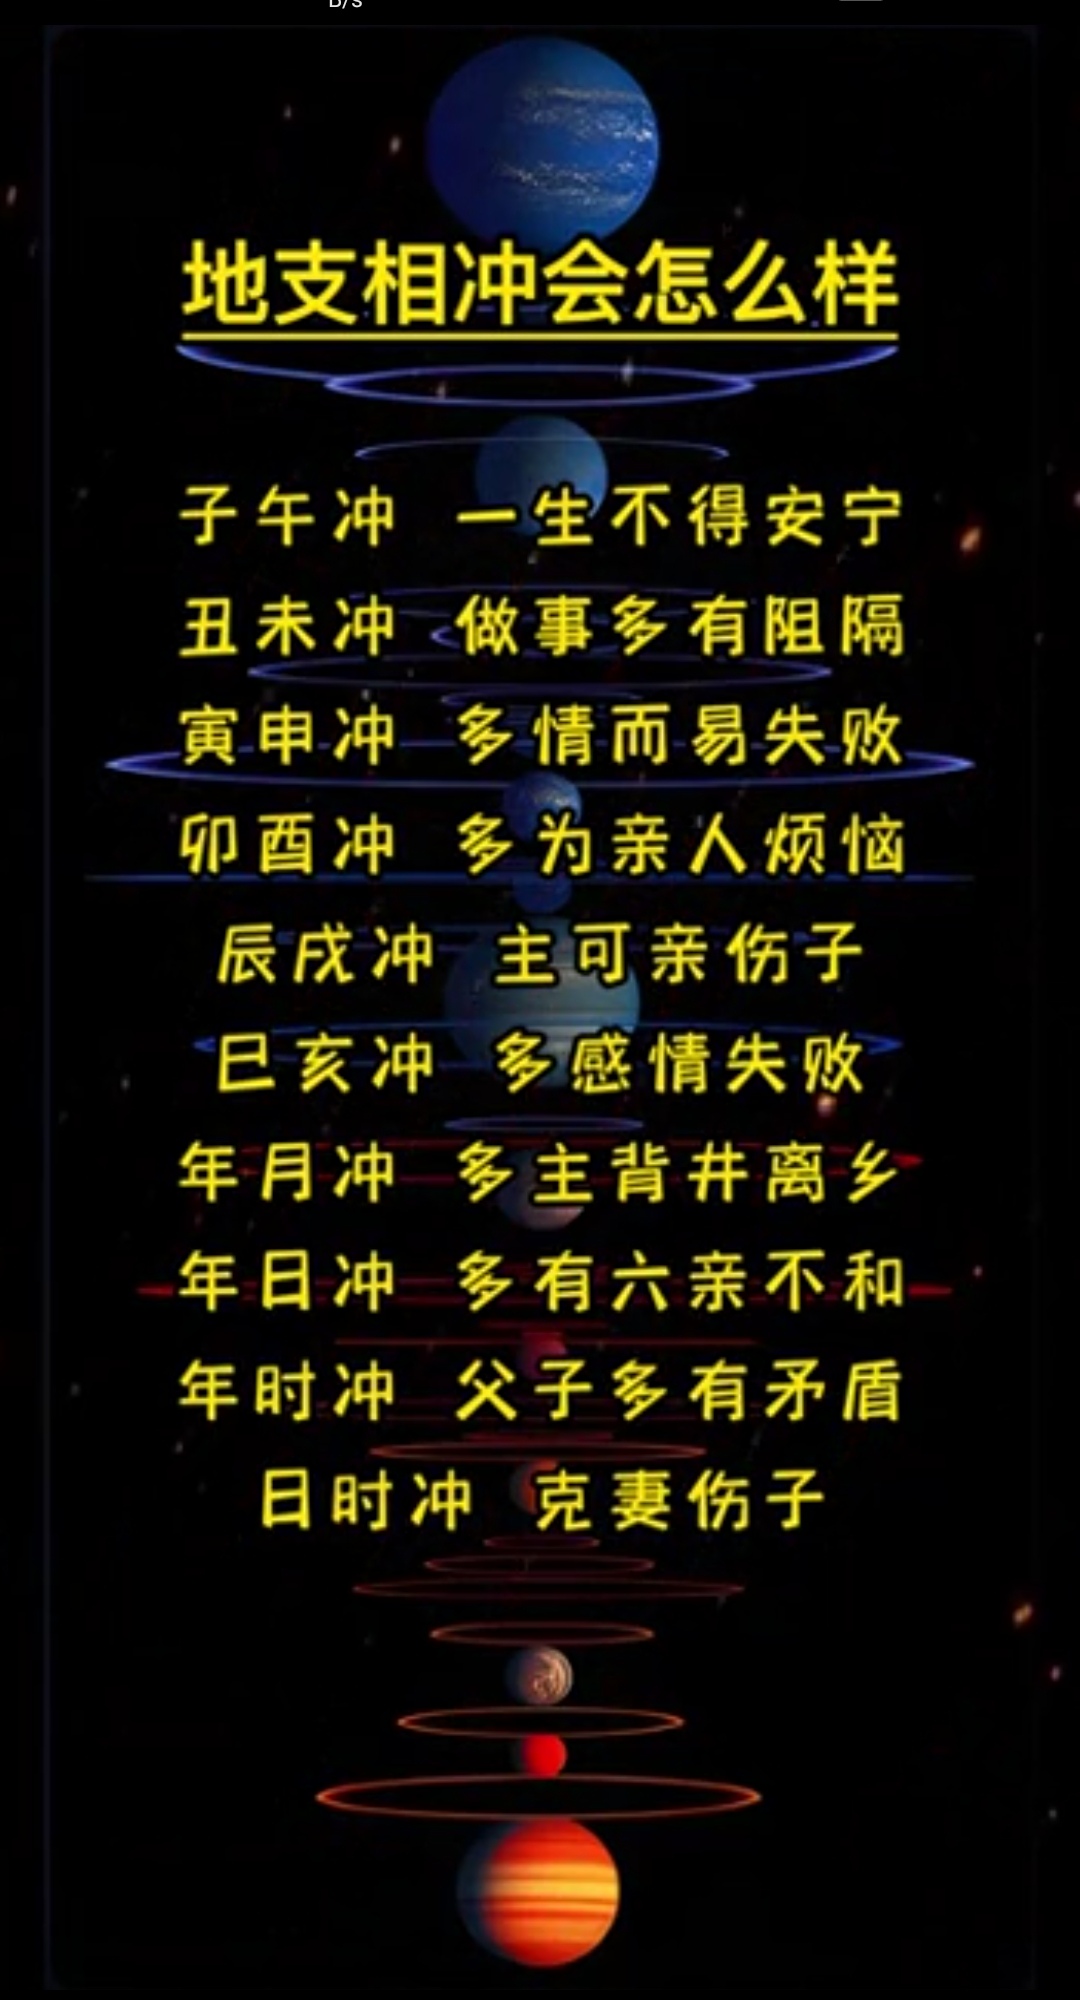 B/s
地支相冲会怎么样
子午冲 一生不得安宁
丑未冲 做事多有阻隔
寅申冲 多情而易失败
卯酉冲 多为亲人烦恼
辰戌冲 主可亲伤子
巳亥冲 多感情失败
年月冲 多主背井离乡
年日冲 多有六亲不和
年时冲 父子多有矛盾
日时冲 克妻伤子